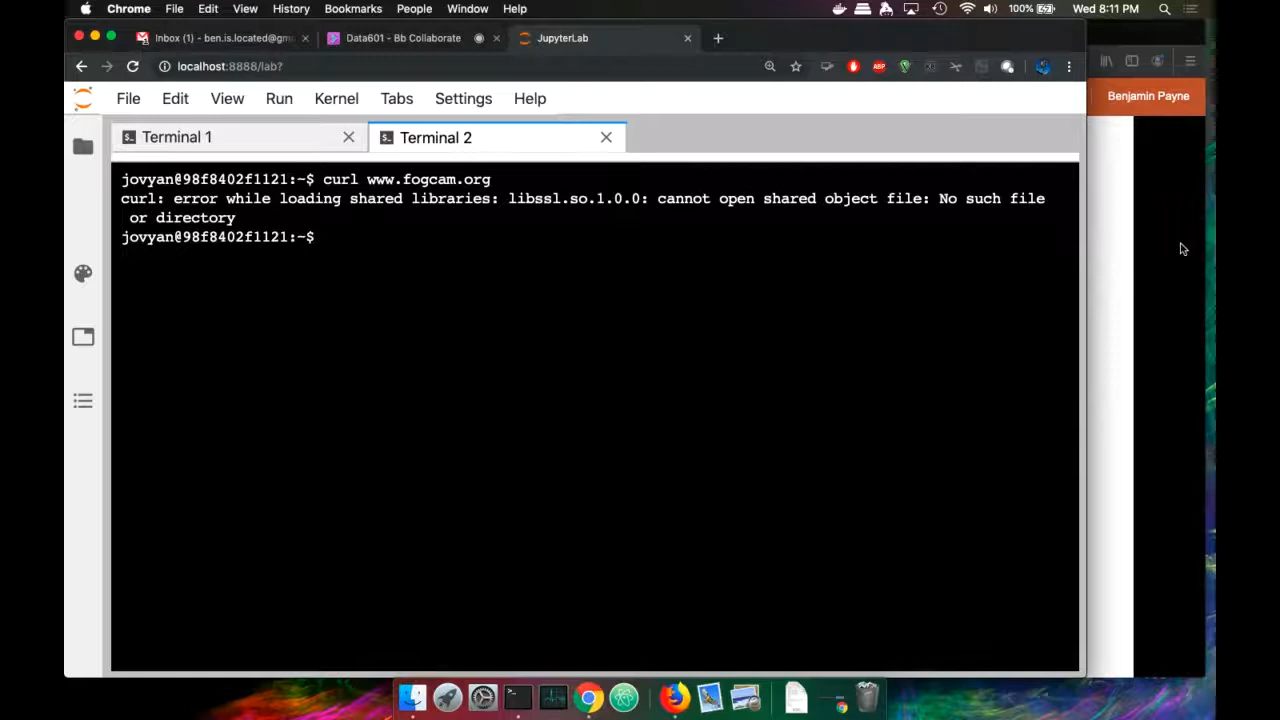 Chrome File Edit View History Bookmarks People Window Help 100% Wed 8:11 PM
Inbox (1) - ben.is.located@gm
Data601 - Bb Collaborate
JupyterLab
localhost:8888/lab?
ABP
Benjamin Payne
File Edit View Run Kernel Tabs Settings Help
Terminal 1
Terminal 2
jovyan@98f8402f1121:~$ curl www.fogcam.org
curl: error while loading shared libraries: libssl.so.1.0.0: cannot open shared object file: No such file
or directory
jovyan@98f8402f1121:~$